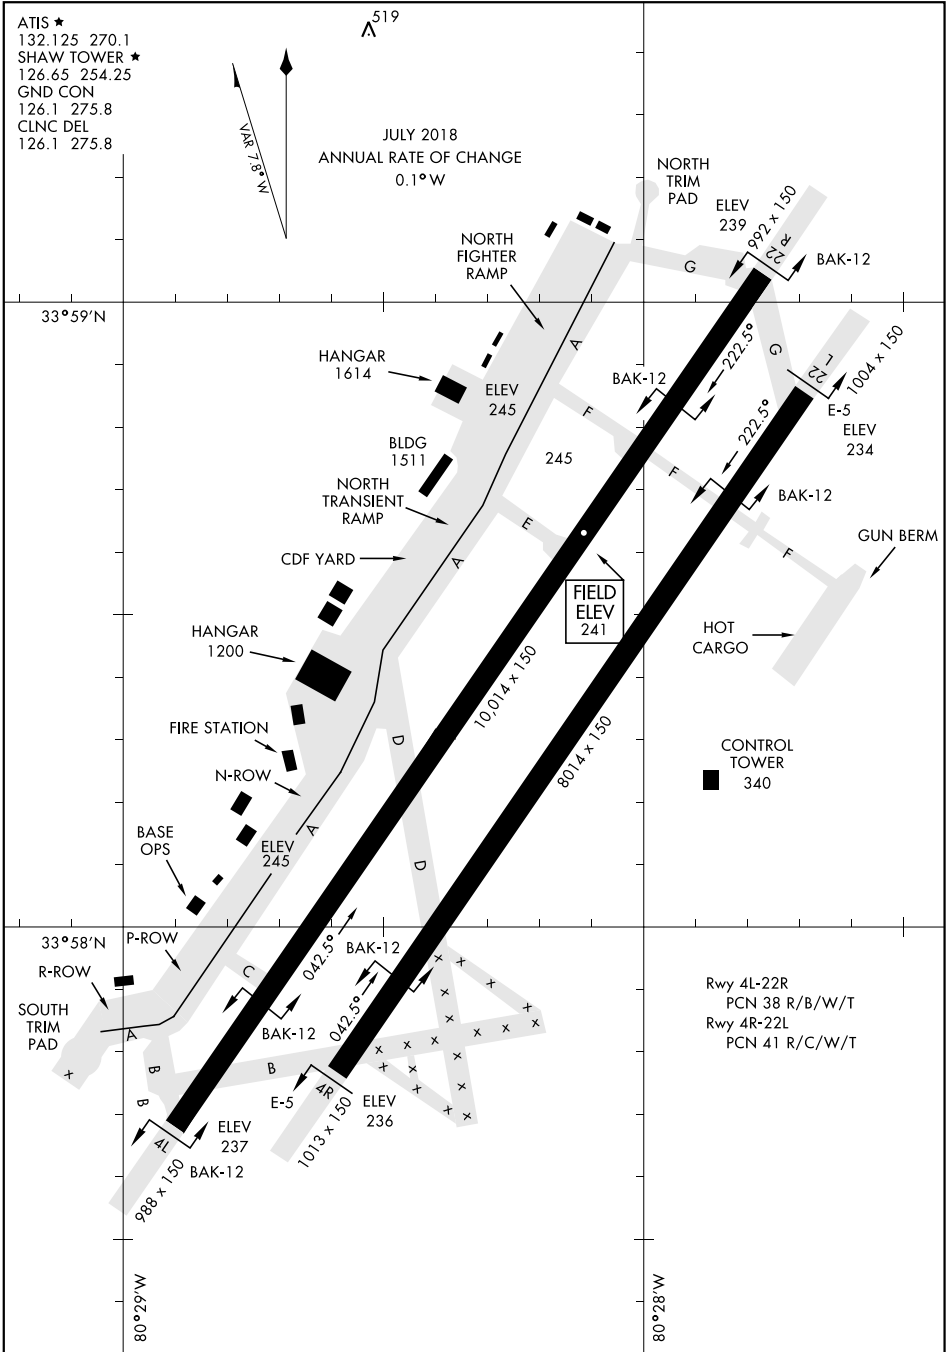 ATIS ★
132.125 270.1
SHAW TOWER ★
126.65 254.25
GND CON
126.1 275.8
CLNC DEL
126.1 275.8
519
VAR 7.8° W
JULY 2018
ANNUAL RATE OF CHANGE
0.1° W
NORTH
TRIM
PAD
ELEV
239
992 x 150
22 R
BAK-12
NORTH
FIGHTER
RAMP
G
33°59'N
A
222.5°
G
22 L
1004 x 150
HANGAR
1614
BAK-12
ELEV
245
F
E-5
ELEV
234
222.5°
BLDG
1511
245
F
BAK-12
NORTH
TRANSIENT
RAMP
E
GUN BERM
CDF YARD
A
F
FIELD
ELEV
241
HANGAR
1200
HOT
CARGO
10,014 x 150
FIRE STATION
D
8014 x 150
CONTROL
TOWER
340
N-ROW
A
BASE
OPS
ELEV
245
D
33°58'N
P-ROW
042.5°
BAK-12
R-ROW
C
Rwy 4L-22R
PCN 38 R/B/W/T
Rwy 4R-22L
PCN 41 R/C/W/T
SOUTH
TRIM
PAD
A
BAK-12
042.5°
B
B
x
B
E-5
4R
ELEV
236
1013 x 150
4L
ELEV
237
BAK-12
988 x 150
80°29'W
80°28'W